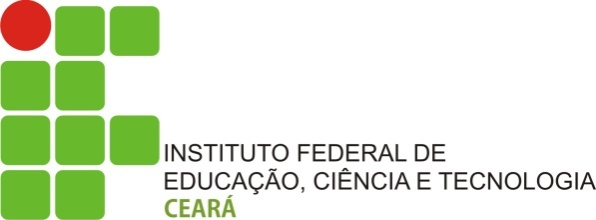 INSTITUTO FEDERAL DE
EDUCAÇÃO, CIÊNCIA E TECNOLOGIA
CEARÁ